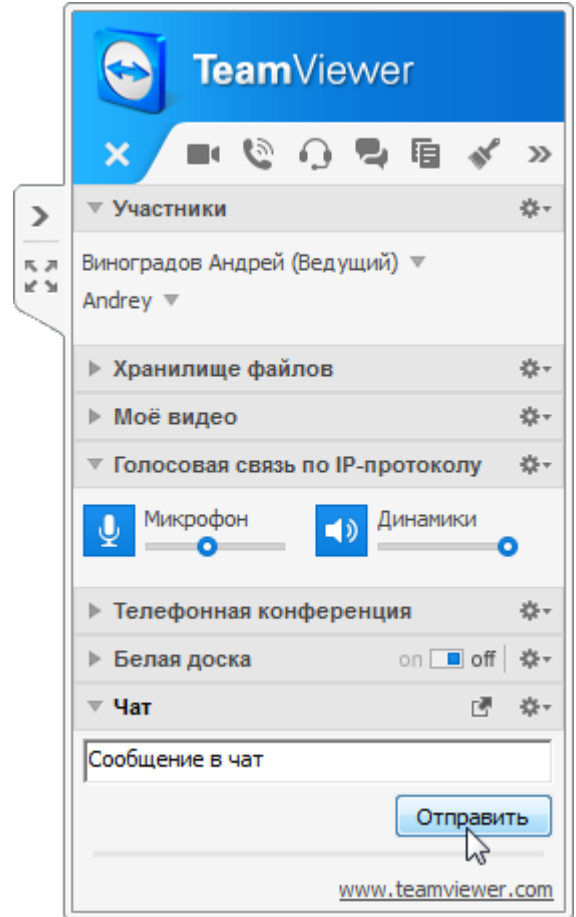 TeamViewer
Участники
Виноградов Андрей (Ведущий)
Andrey
Хранилище файлов
Моё видео
Голосовая связь по IP-протоколу
Микрофон Динамики
Телефонная конференция
Белая доска on off
Чат
Сообщение в чат
Отправить
www.teamviewer.com